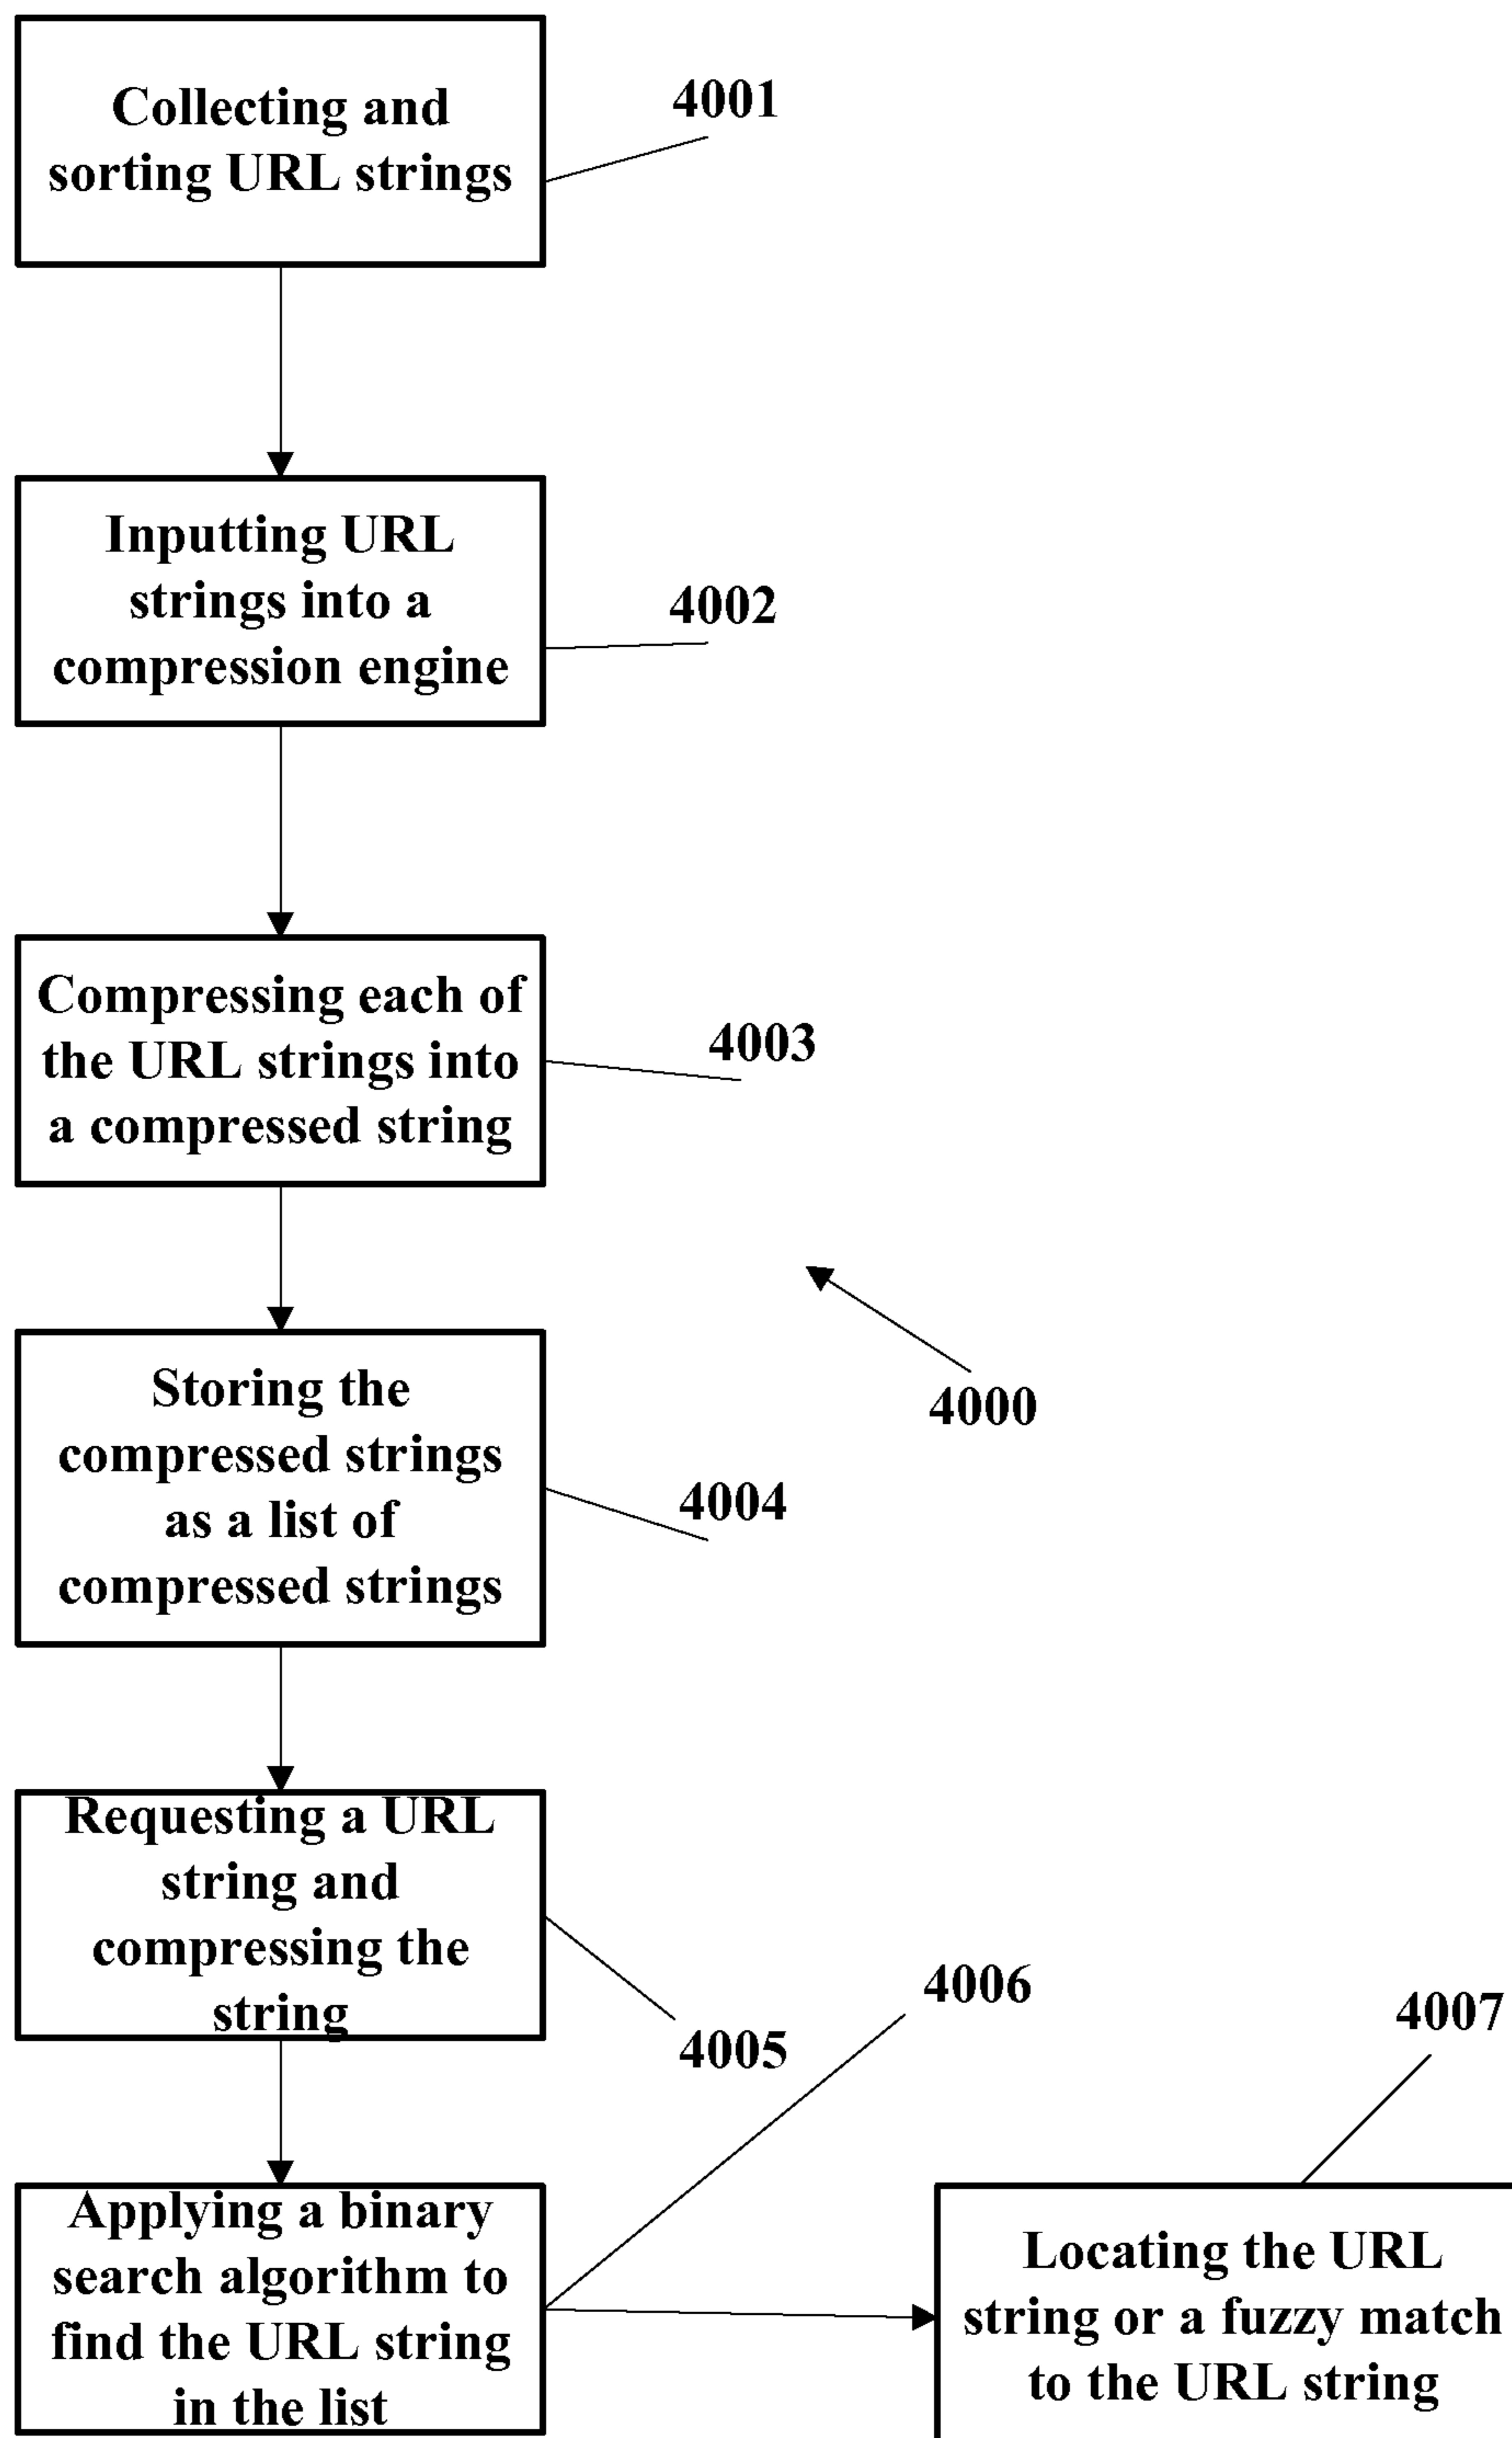 Collecting and
sorting URL strings
4001
Inputting URL
strings into a
compression engine
4002
Compressing each of
the URL strings into
a compressed string
4003
4000
Storing the
compressed strings
as a list of
compressed strings
4004
Requesting a URL
string and
compressing the
string
4005
4006
4007
Applying a binary
search algorithm to
find the URL string
in the list
Locating the URL
string or a fuzzy match
to the URL string